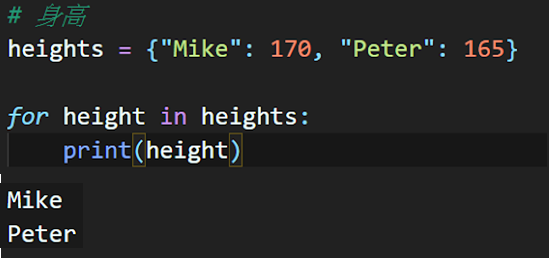 # 身高
heights = {"Mike": 170, "Peter": 165}
for height in heights:
    print(height)
Mike
Peter